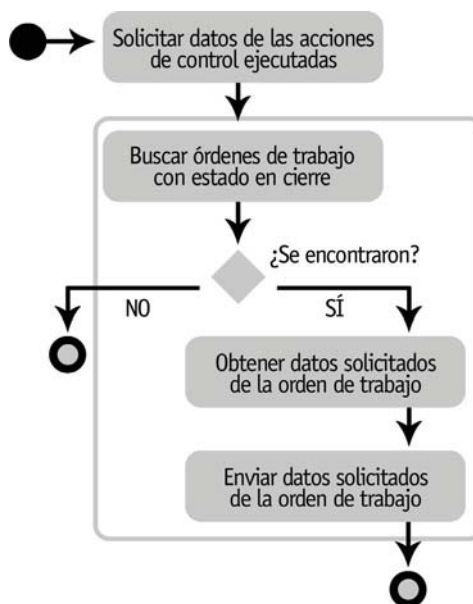 Solicitar datos de las acciones
de control ejecutadas
Buscar órdenes de trabajo
con estado en cierre
¿Se encontraron?
NO
SÍ
Obtener datos solicitados
de la orden de trabajo
Enviar datos solicitados
de la orden de trabajo